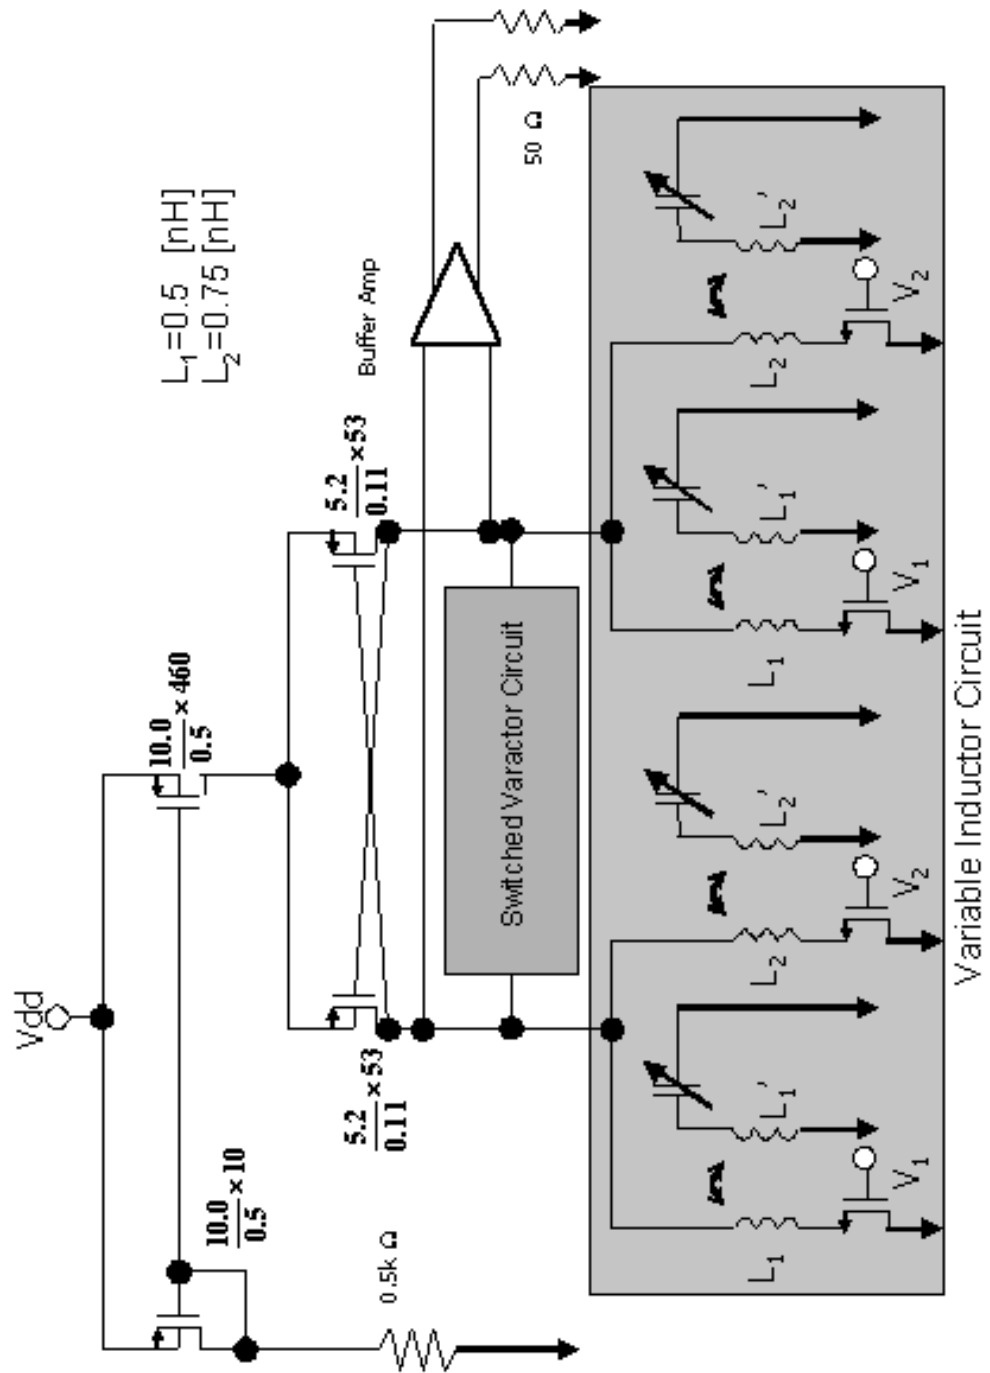 Vdd
10.0/0.5 × 10
10.0/0.5 × 460
L₁=0.5 [nH]
L₂=0.75 [nH]
0.5k Ω
5.2/0.11 ×53
5.2/0.11 ×53
Buffer Amp
50 Ω
Switched Varactor Circuit
L₁
L₁'
V₁
L₂
L₂'
V₂
L₁
L₁'
V₁
L₂
L₂'
V₂
Variable Inductor Circuit